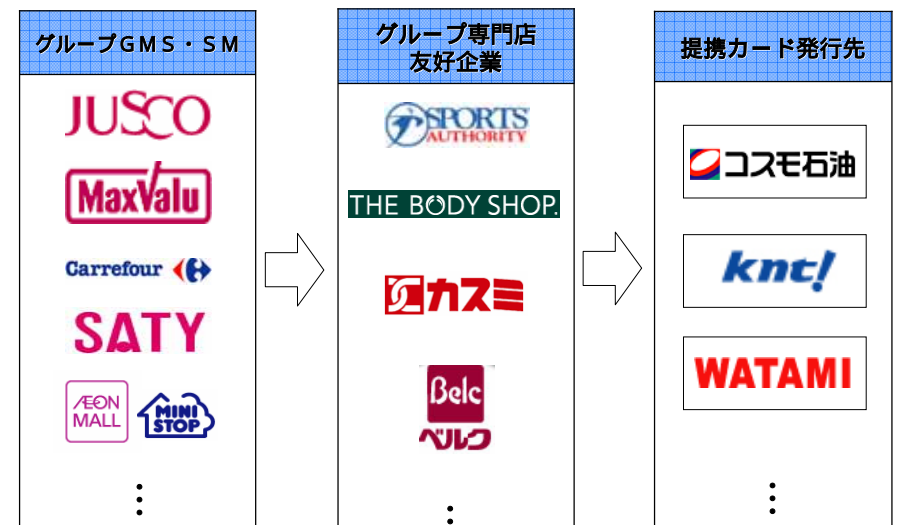 グループＧＭＳ・ＳＭ
JUSCO
MaxValu
Carrefour
SATY
ÆON
MALL
MINI
STOP
⋮
グループ専門店
友好企業
SPORTS
AUTHORITY
THE BODY SHOP.
カスミ
Belc
ベルク
⋮
提携カード発行先
コスモ石油
knt!
WATAMI
⋮